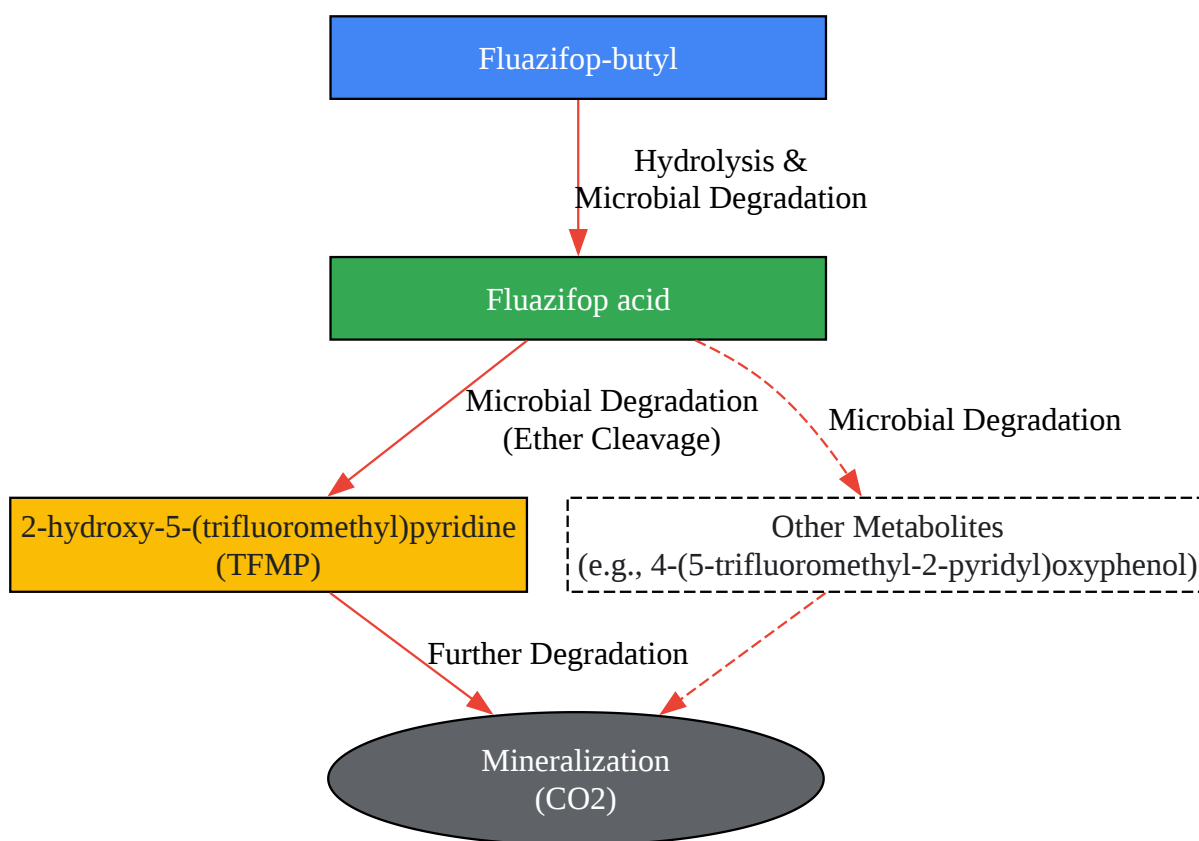 Fluazifop-butyl
Hydrolysis &
Microbial Degradation
Fluazifop acid
Microbial Degradation
(Ether Cleavage)
Microbial Degradation
2-hydroxy-5-(trifluoromethyl)pyridine
(TFMP)
Other Metabolites
(e.g., 4-(5-trifluoromethyl-2-pyridyl)oxyphenol)
Further Degradation
Mineralization
(CO2)